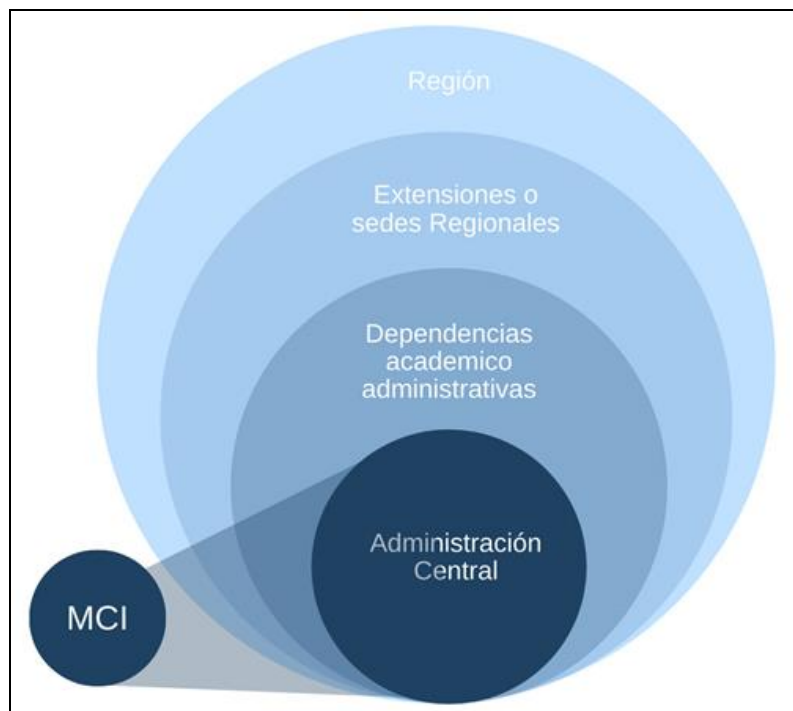 Región
Extensiones o
sedes Regionales
Dependencias
academico
administrativas
Administración
Central
MCI